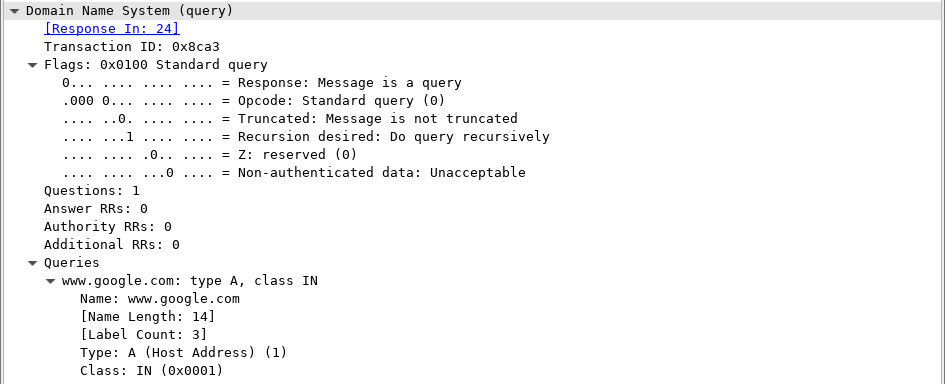 Domain Name System (query)
[Response In: 24]
Transaction ID: 0x8ca3
Flags: 0x0100 Standard query
0... .... .... .... = Response: Message is a query
.000 0... .... .... = Opcode: Standard query (0)
.... ..0. .... .... = Truncated: Message is not truncated
.... ...1 .... .... = Recursion desired: Do query recursively
.... .... .0.. .... = Z: reserved (0)
.... .... ...0 .... = Non-authenticated data: Unacceptable
Questions: 1
Answer RRs: 0
Authority RRs: 0
Additional RRs: 0
Queries
www.google.com: type A, class IN
Name: www.google.com
[Name Length: 14]
[Label Count: 3]
Type: A (Host Address) (1)
Class: IN (0x0001)